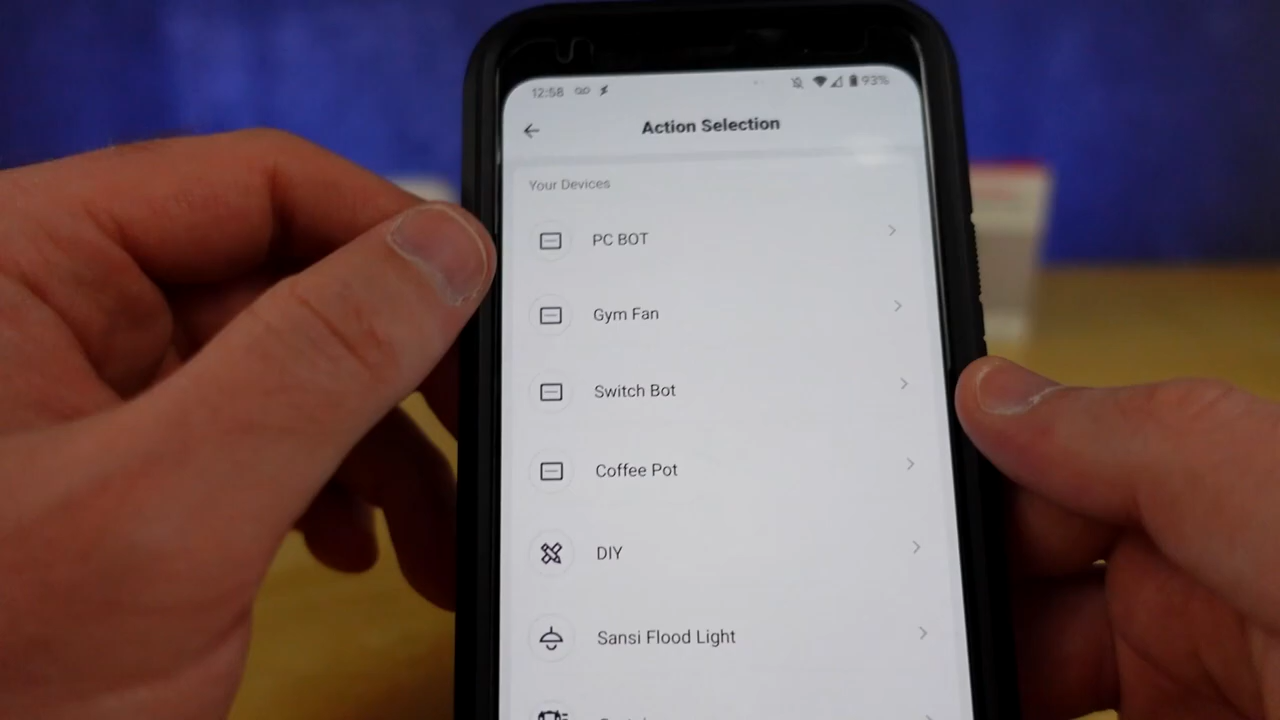 12:58
93%
Action Selection
Your Devices
PC BOT
Gym Fan
Switch Bot
Coffee Pot
DIY
Sansi Flood Light